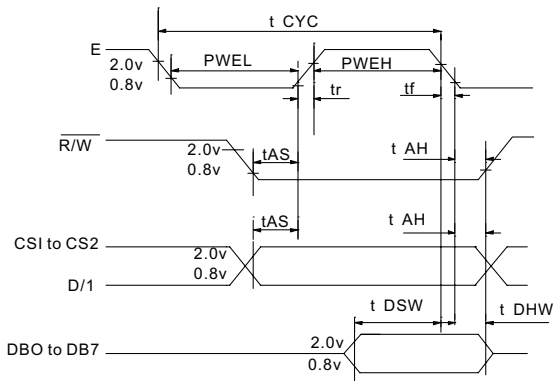 t CYC
E
2.0v
0.8v
PWEL
PWEH
tr
tf
R/W
2.0v
0.8v
tAS
t AH
tAS
t AH
CSI to CS2
2.0v
0.8v
D/1
t DSW
t DHW
DBO to DB7
2.0v
0.8v